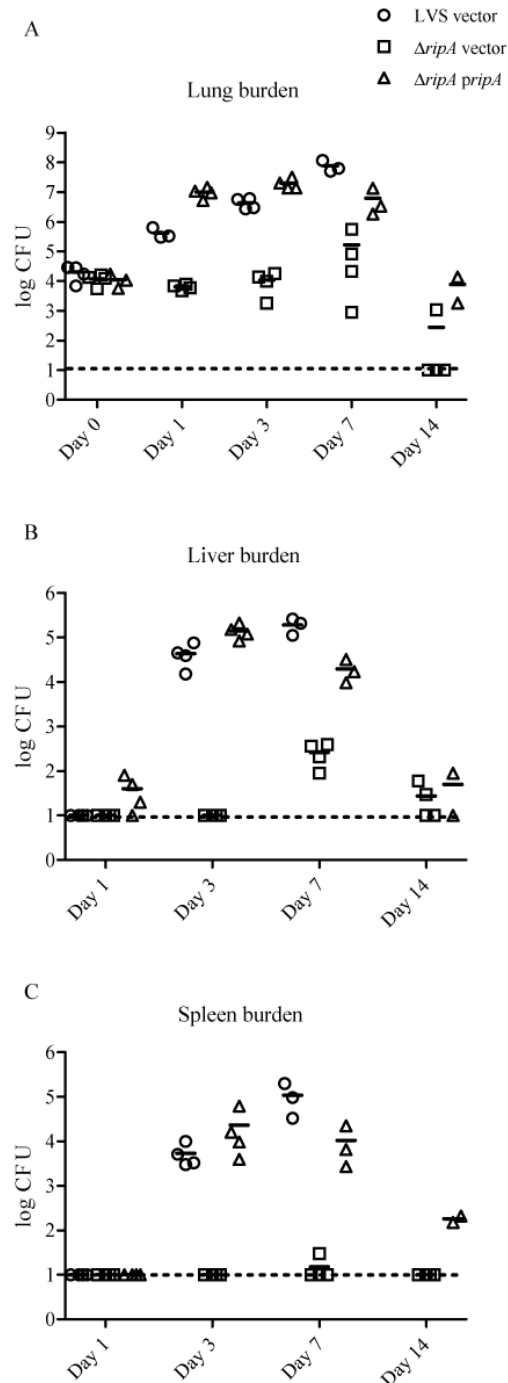 A
LVS vector
ΔripA vector
ΔripA pripA
Lung burden
log CFU
9
8
7
6
5
4
3
2
1
0
Day 0
Day 1
Day 3
Day 7
Day 14
B
Liver burden
log CFU
6
5
4
3
2
1
0
Day 1
Day 3
Day 7
Day 14
C
Spleen burden
log CFU
6
5
4
3
2
1
0
Day 1
Day 3
Day 7
Day 14